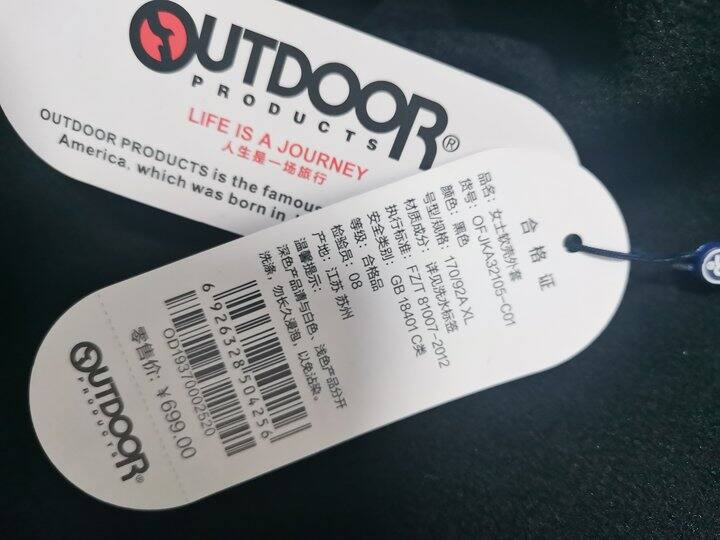 OUTDOOR®
PRODUCTS
LIFE IS A JOURNEY
人生是一场旅行
OUTDOOR PRODUCTS is the famous
America, which was born in
合格证
品名: 女士软壳外套
货号: OFJKA32105-C01
颜色: 黑色
号型/规格: 170/92A XL
材质成分: 详见洗水标签
执行标准: FZ/T 81007-2012
安全类别: GB 18401 C类
等级: 合格品
检验员: 08
产地: 江苏 苏州
温馨提示:
深色产品请与白色、浅色产品分开
洗涤, 勿长久浸泡, 以免沾染。
6 926328 504256
OD19370002520
零售价: ¥699.00
OUTDOOR
PRODUCTS